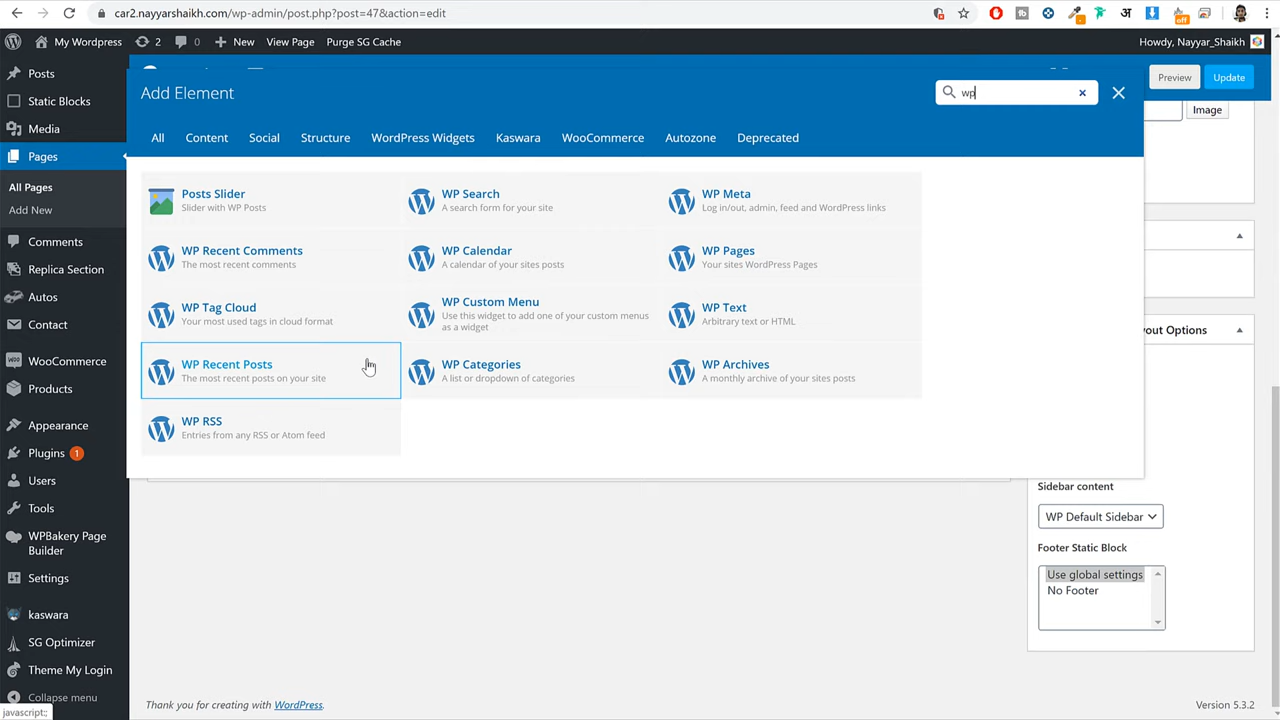 car2.nayyarshaikh.com/wp-admin/post.php?post=47&action=edit
off
My Wordpress
2
0
New
View Page
Purge SG Cache
Howdy, Nayyar_Shaikh
Posts
Static Blocks
Media
Pages
All Pages
Add New
Comments
Replica Section
Autos
Contact
WooCommerce
Products
Appearance
Plugins 1
Users
Tools
WPBakery Page
Builder
Settings
kaswara
SG Optimizer
Theme My Login
Collapse menu
javascript:;
Preview
Update
Image
Add Element
wp
All
Content
Social
Structure
WordPress Widgets
Kaswara
WooCommerce
Autozone
Deprecated
Posts Slider
Slider with WP Posts
WP Search
A search form for your site
WP Meta
Log in/out, admin, feed and WordPress links
WP Recent Comments
The most recent comments
WP Calendar
A calendar of your sites posts
WP Pages
Your sites WordPress Pages
WP Tag Cloud
Your most used tags in cloud format
WP Custom Menu
Use this widget to add one of your custom menus
as a widget
WP Text
Arbitrary text or HTML
WP Recent Posts
The most recent posts on your site
WP Categories
A list or dropdown of categories
WP Archives
A monthly archive of your sites posts
WP RSS
Entries from any RSS or Atom feed
yout Options
Sidebar content
WP Default Sidebar
Footer Static Block
Use global settings
No Footer
Thank you for creating with WordPress.
Version 5.3.2